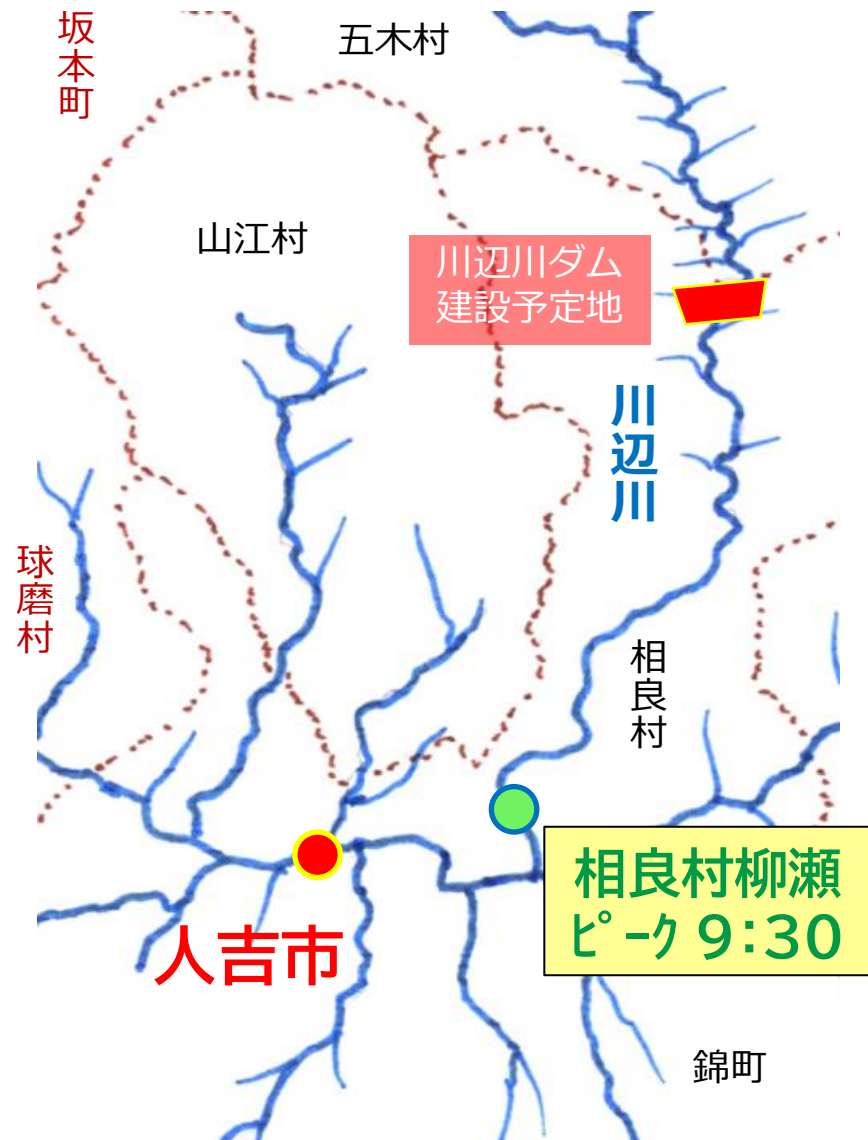 坂本町
五木村
山江村
川辺川ダム
建設予定地
川辺川
球磨村
相良村
相良村柳瀬
ﾋﾟｰｸ 9：30
人吉市
錦町